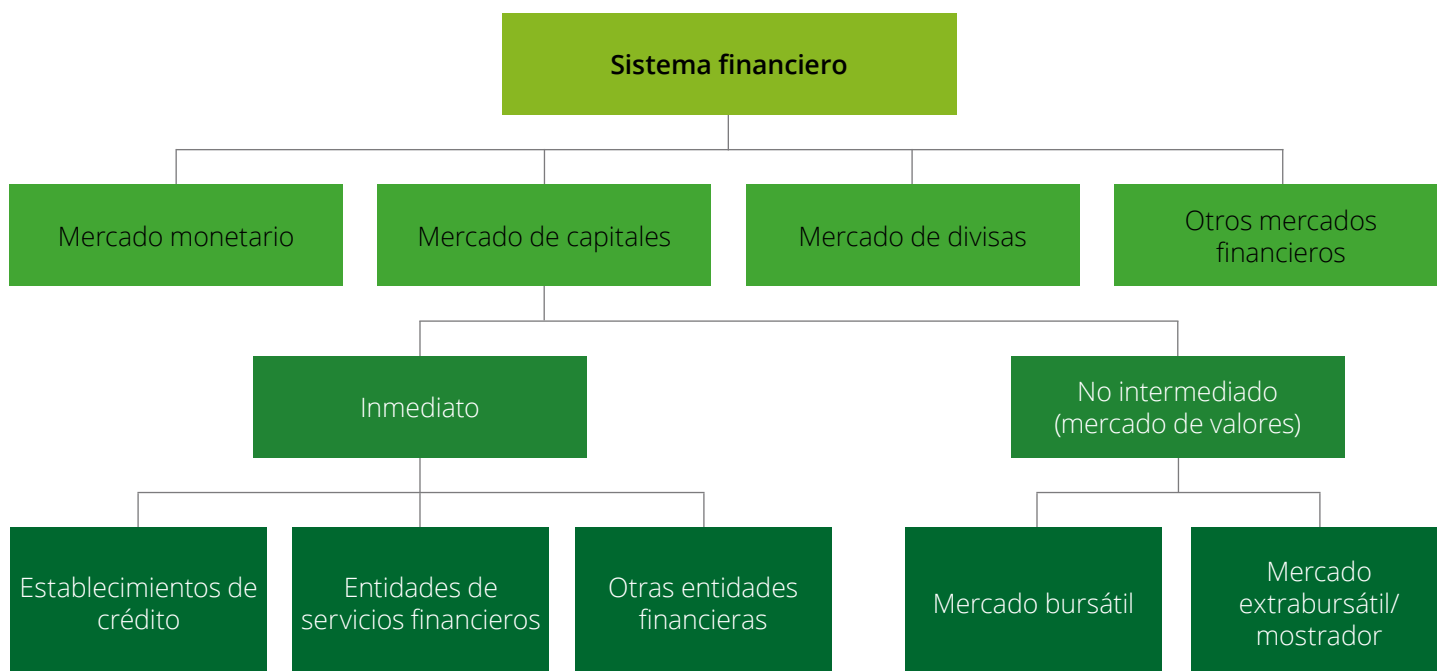 Sistema financiero
Mercado monetario
Mercado de capitales
Mercado de divisas
Otros mercados
financieros
Inmediato
No intermediado
(mercado de valores)
Establecimientos de
crédito
Entidades de
servicios financieros
Otras entidades
financieras
Mercado bursátil
Mercado
extrabursátil/
mostrador